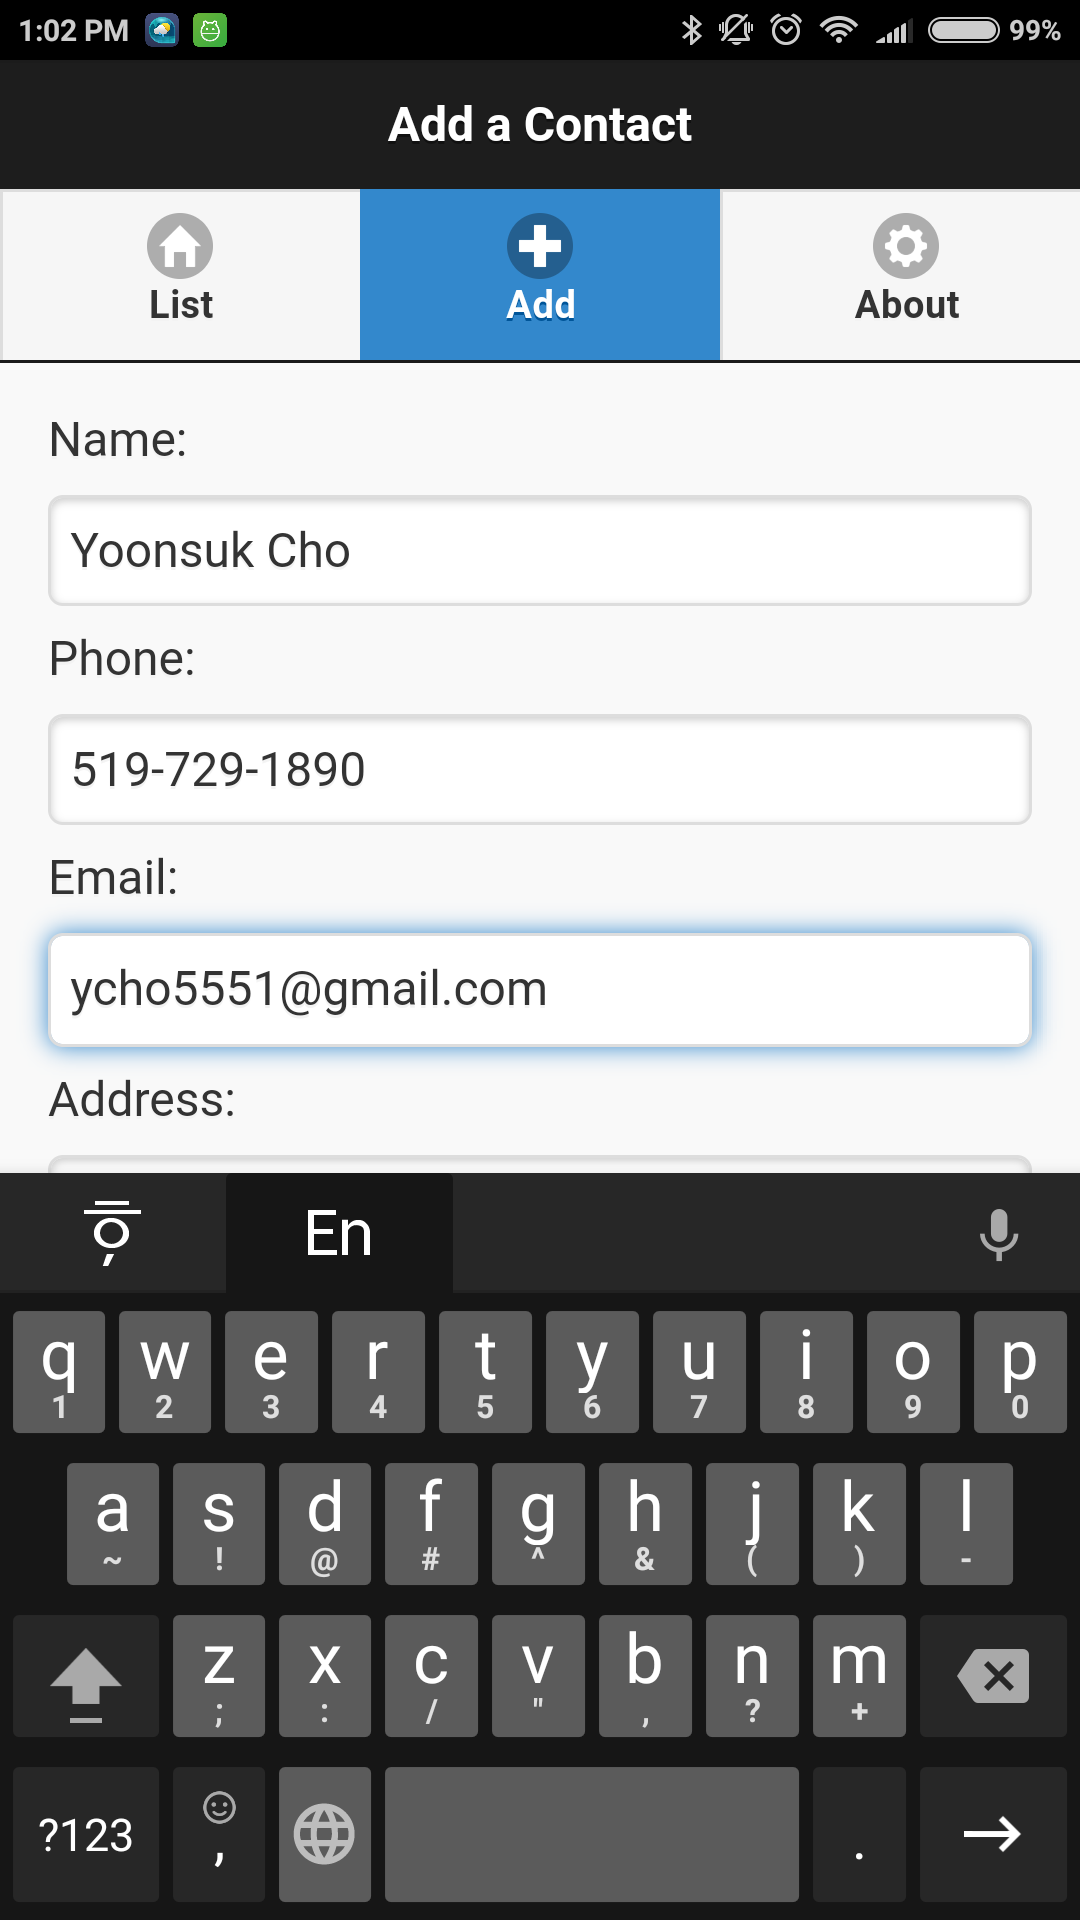 1:02 PM 99%
Add a Contact
List Add About
Name:
Yoonsuk Cho
Phone:
519-729-1890
Email:
ycho5551@gmail.com
Address:
En
q w e r t y u i o p
1 2 3 4 5 6 7 8 9 0
a s d f g h j k l
~ ! @ # ^ & ( ) -
z x c v b n m
; : / " , ? +
?123 , .